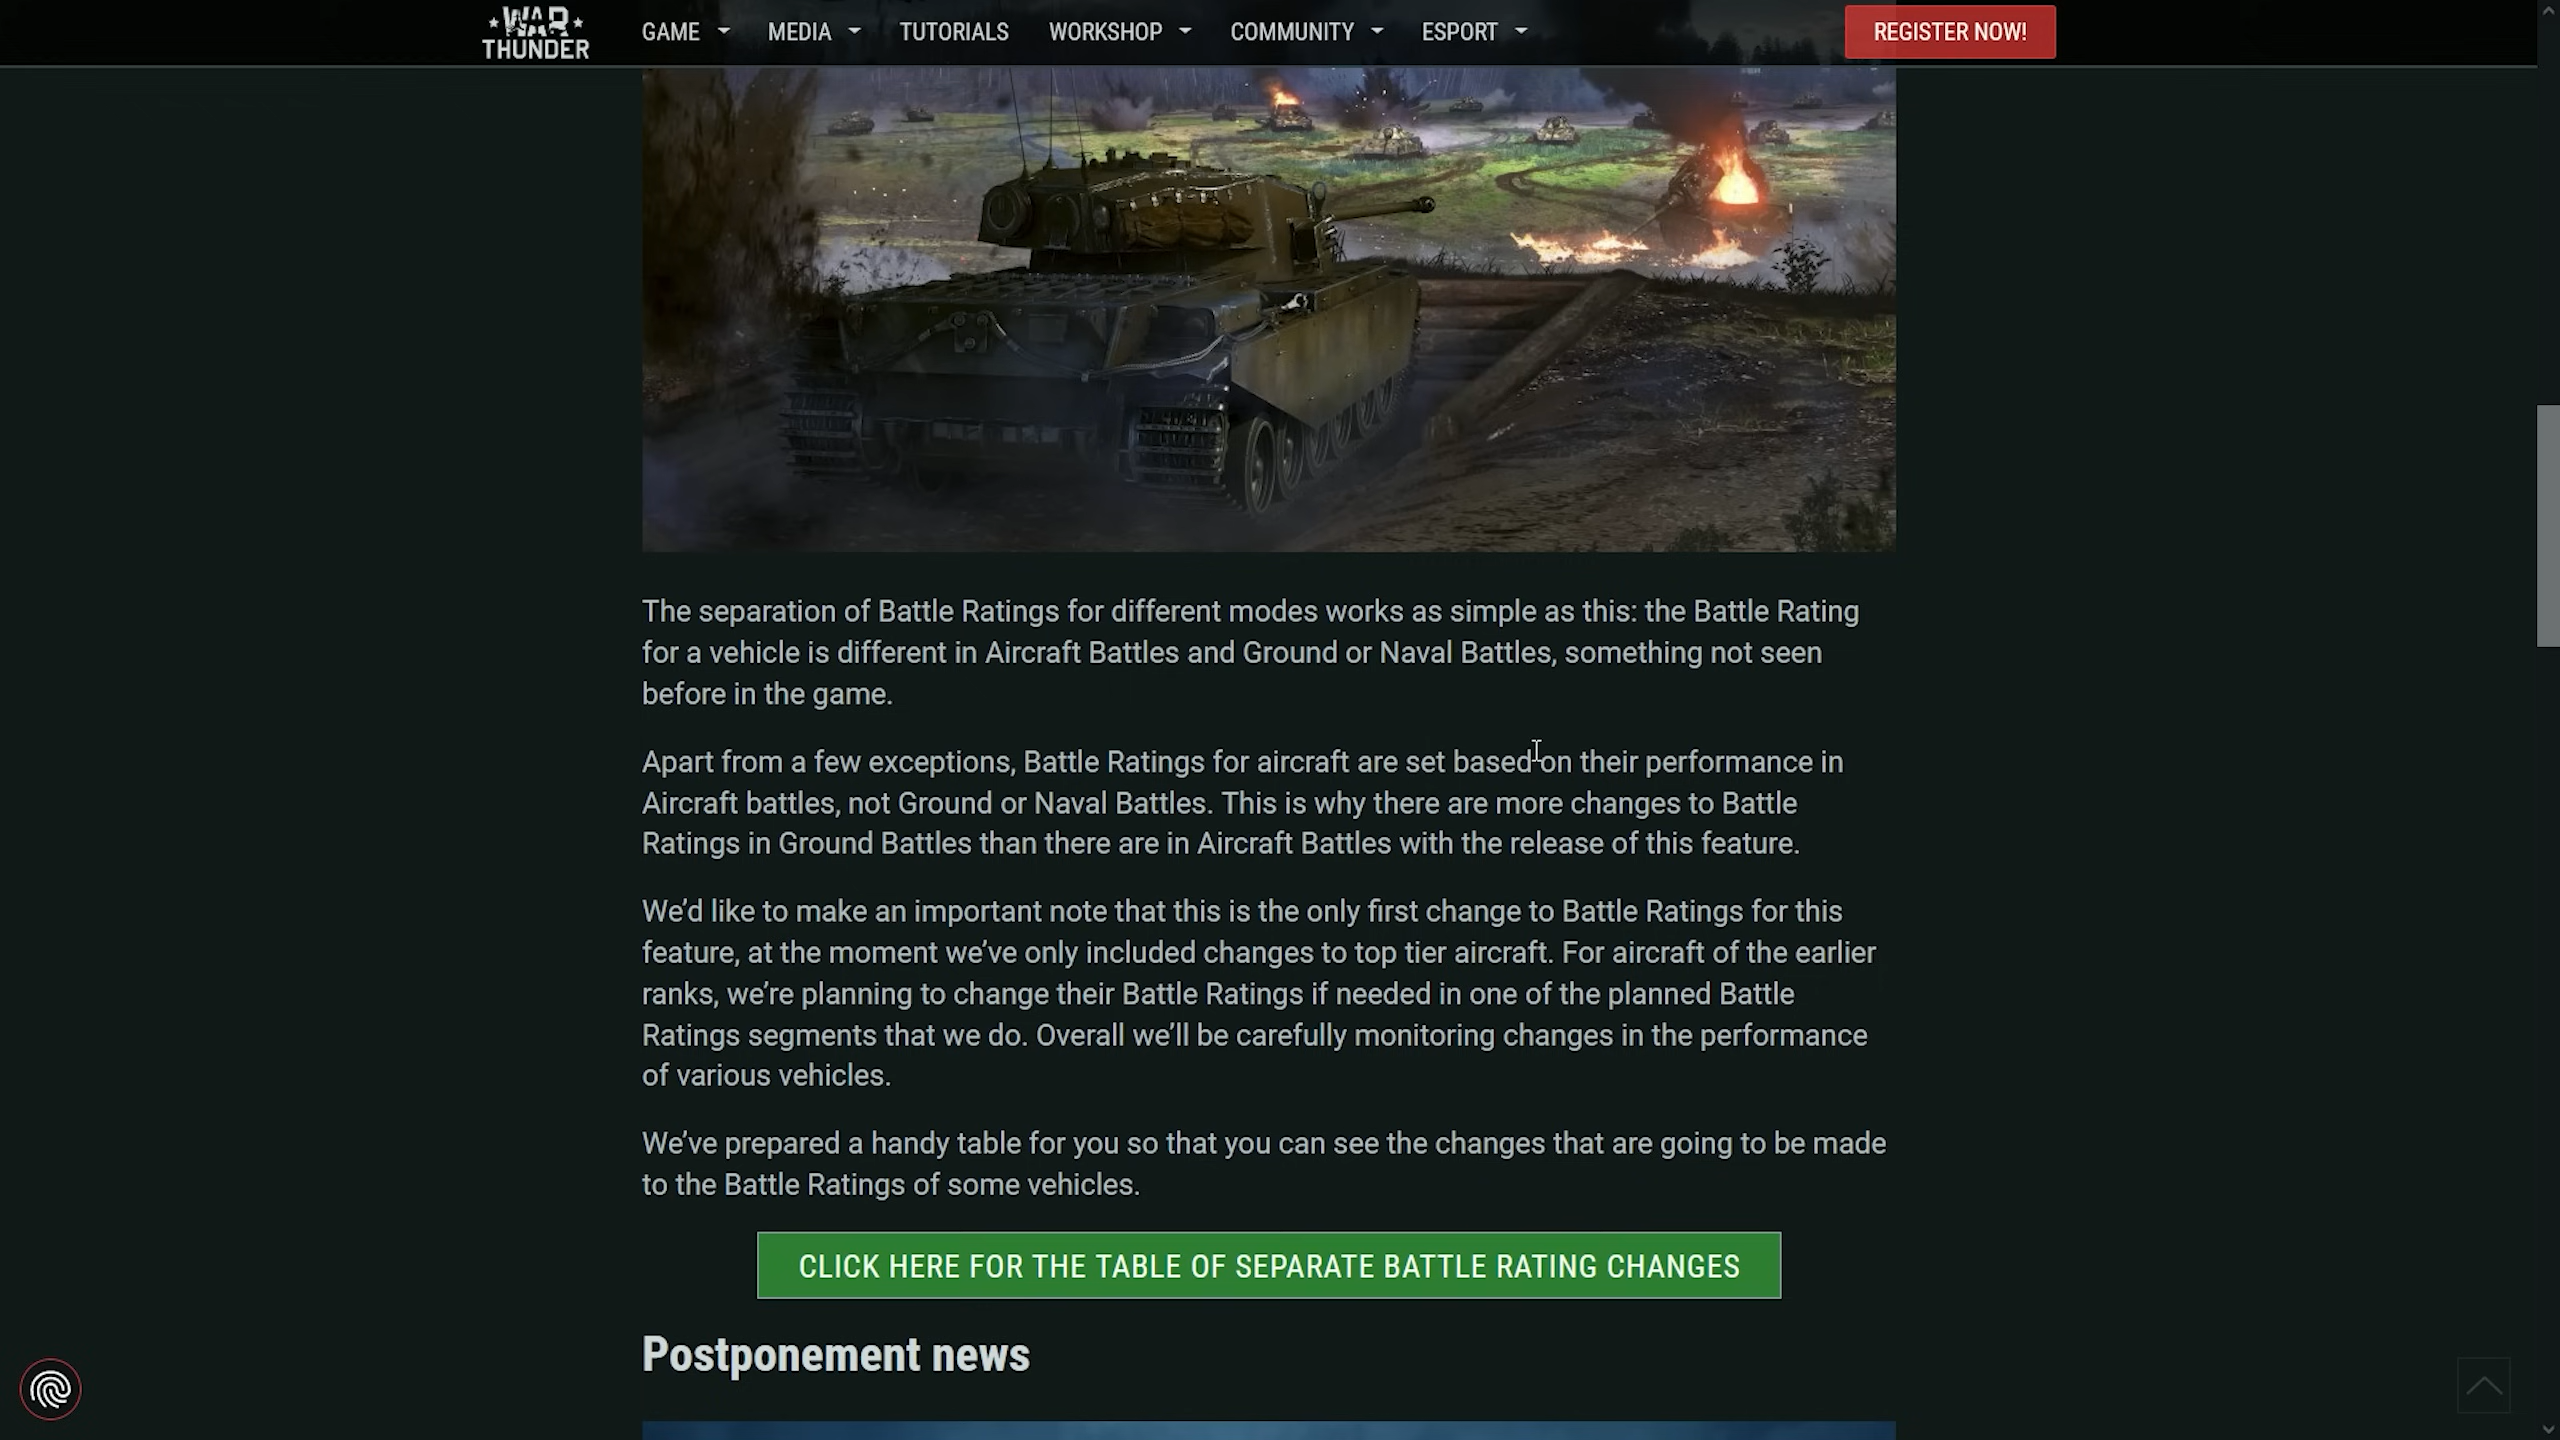 WAR
THUNDER
GAME
MEDIA
TUTORIALS
WORKSHOP
COMMUNITY
ESPORT
REGISTER NOW!
The separation of Battle Ratings for different modes works as simple as this: the Battle Rating
for a vehicle is different in Aircraft Battles and Ground or Naval Battles, something not seen
before in the game.
Apart from a few exceptions, Battle Ratings for aircraft are set based on their performance in
Aircraft battles, not Ground or Naval Battles. This is why there are more changes to Battle
Ratings in Ground Battles than there are in Aircraft Battles with the release of this feature.
We’d like to make an important note that this is the only first change to Battle Ratings for this
feature, at the moment we’ve only included changes to top tier aircraft. For aircraft of the earlier
ranks, we’re planning to change their Battle Ratings if needed in one of the planned Battle
Ratings segments that we do. Overall we’ll be carefully monitoring changes in the performance
of various vehicles.
We’ve prepared a handy table for you so that you can see the changes that are going to be made
to the Battle Ratings of some vehicles.
CLICK HERE FOR THE TABLE OF SEPARATE BATTLE RATING CHANGES
Postponement news